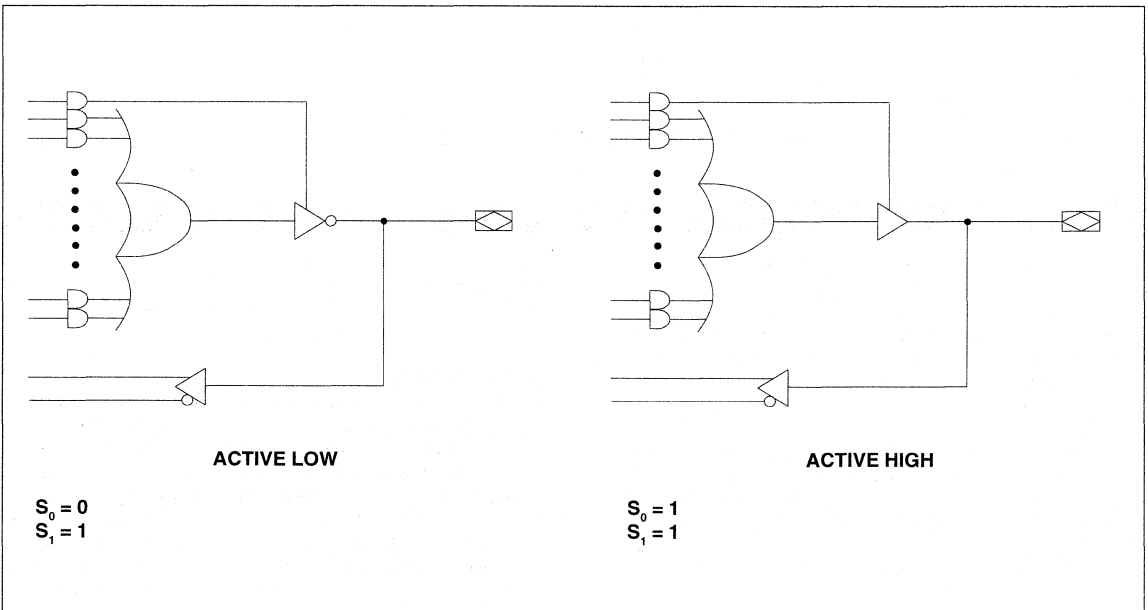 ACTIVE LOW
S₀ = 0
S₁ = 1
ACTIVE HIGH
S₀ = 1
S₁ = 1